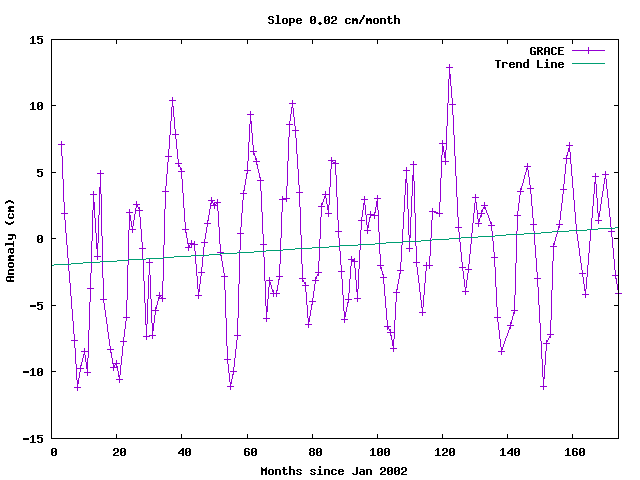 Slope 0.02 cm/month
GRACE
Trend Line
15
10
5
0
-5
-10
-15
Anomaly (cm)
0 20 40 60 80 100 120 140 160
Months since Jan 2002